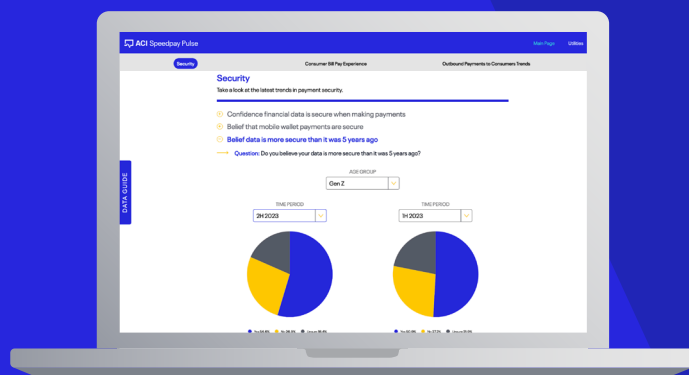 ACI Speedpay Pulse
Main Page Utilities
Security Consumer Bill Pay Experience Outbound Payments to Consumers Trends
Security
Take a look at the latest trends in payment security.
Confidence financial data is secure when making payments
Belief that mobile wallet payments are secure
Belief data is more secure than it was 5 years ago
Question: Do you believe your data is more secure than it was 5 years ago?
DATA GUIDE
AGE GROUP
Gen Z
TIME PERIOD TIME PERIOD
2H 2023 1H 2023